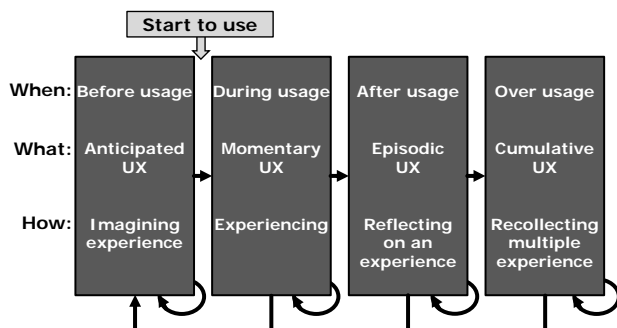 Start to use
When: Before usage During usage After usage Over usage
What: Anticipated Momentary Episodic Cumulative
UX UX UX UX
How: Imagining Experiencing Reflecting Recollecting
experience on an multiple
experience experience